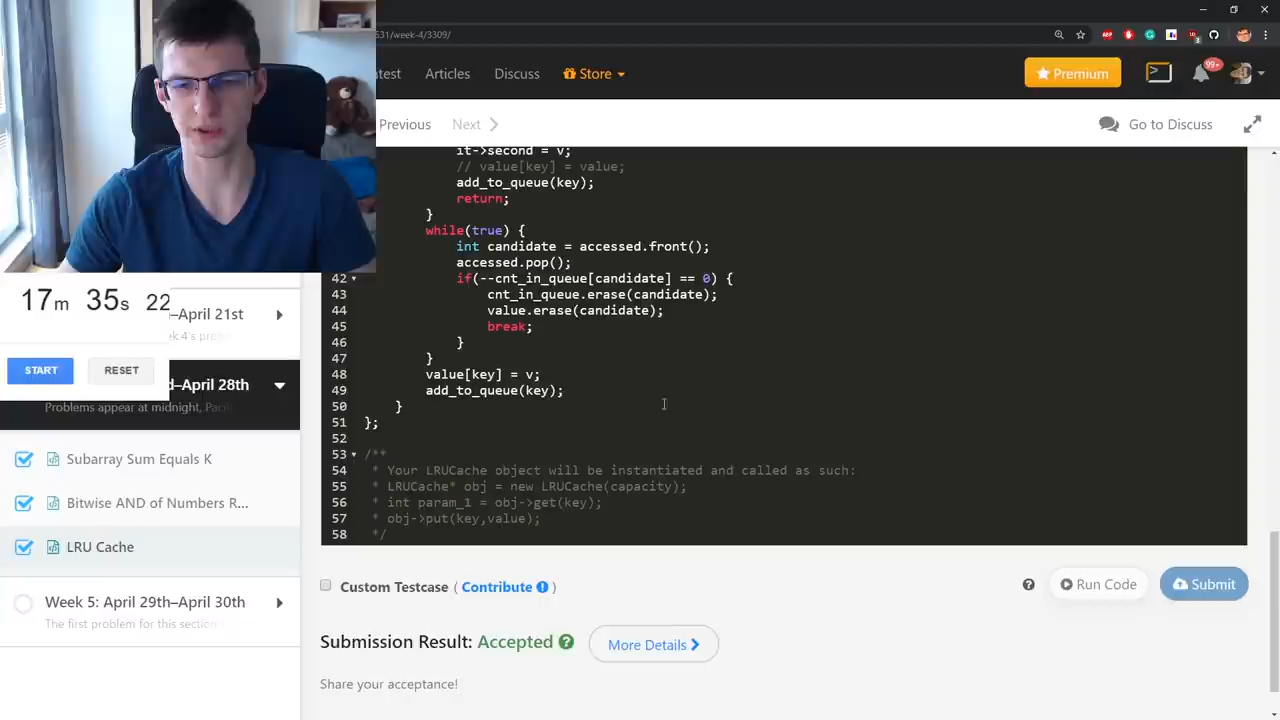 531/week-4/3309/
Articles
Discuss
Store
Premium
99+
Previous
Next
Go to Discuss
it->second = v;
// value[key] = value;
add_to_queue(key);
return;
}
while(true) {
int candidate = accessed.front();
accessed.pop();
42 if(--cnt_in_queue[candidate] == 0) {
43 cnt_in_queue.erase(candidate);
44 value.erase(candidate);
45 break;
46 }
47 }
48 value[key] = v;
49 add_to_queue(key);
50 }
51 };
52
53 /**
54 * Your LRUCache object will be instantiated and called as such:
55 * LRUCache* obj = new LRUCache(capacity);
56 * int param_1 = obj->get(key);
57 * obj->put(key,value);
58 */
17m 35s 22
START
RESET
–April 21st
d–April 28th
Problems appear at midnight, Pac
Subarray Sum Equals K
Bitwise AND of Numbers R...
LRU Cache
Week 5: April 29th–April 30th
The first problem for this section
Custom Testcase ( Contribute )
Run Code
Submit
Submission Result: Accepted
More Details
Share your acceptance!